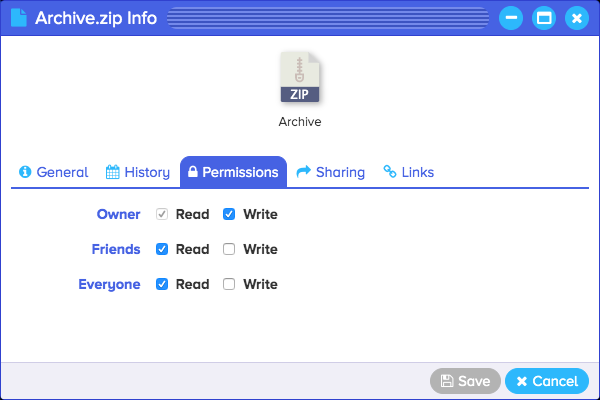 Archive.zip Info
ZIP
Archive
General History Permissions Sharing Links
Owner Read Write
Friends Read Write
Everyone Read Write
Save Cancel